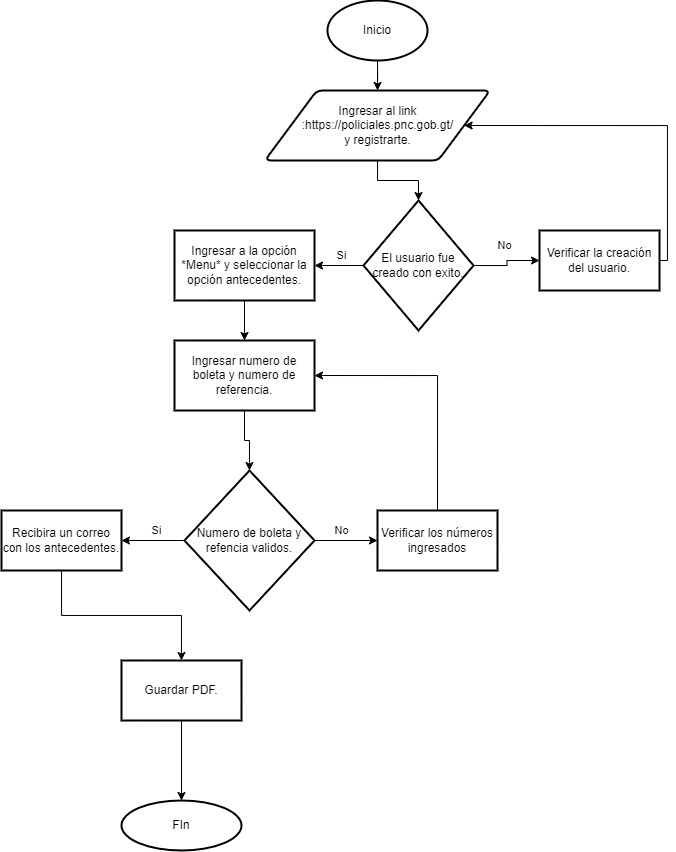 Inicio
Ingresar al link
:https://policiales.pnc.gob.gt/
y registrarte.
Ingresar a la opción
*Menu* y seleccionar la
opción antecedentes.
Si
El usuario fue
creado con exito.
No
Verificar la creación
del usuario.
Ingresar numero de
boleta y numero de
referencia.
Recibira un correo
con los antecedentes.
Si
Numero de boleta y
refencia validos.
No
Verificar los números
ingresados
Guardar PDF.
FIn